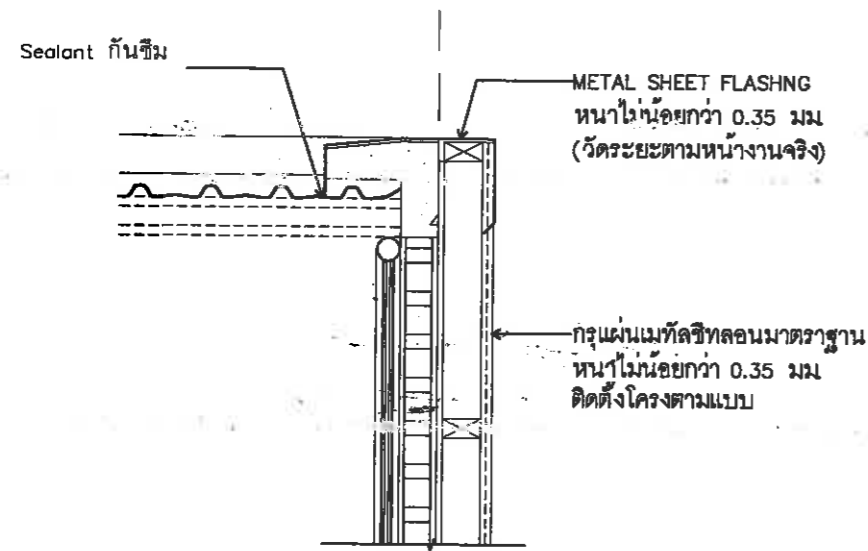 Sealant กันซึม
METAL SHEET FLASHNG
หนาไม่น้อยกว่า 0.35 มม
(วัดระยะตามหน้างานจริง)
กรุแผ่นเมทัลชีทลอนมาตราฐาน
หนาไม่น้อยกว่า 0.35 มม
ติดตั้งโครงตามแบบ